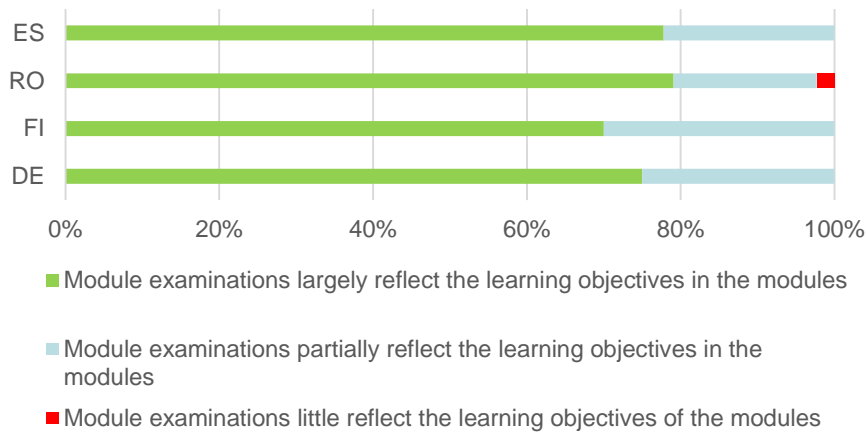 ES
RO
FI
DE
0% 20% 40% 60% 80% 100%
Module examinations largely reflect the learning objectives in the modules
Module examinations partially reflect the learning objectives in the
modules
Module examinations little reflect the learning objectives of the modules